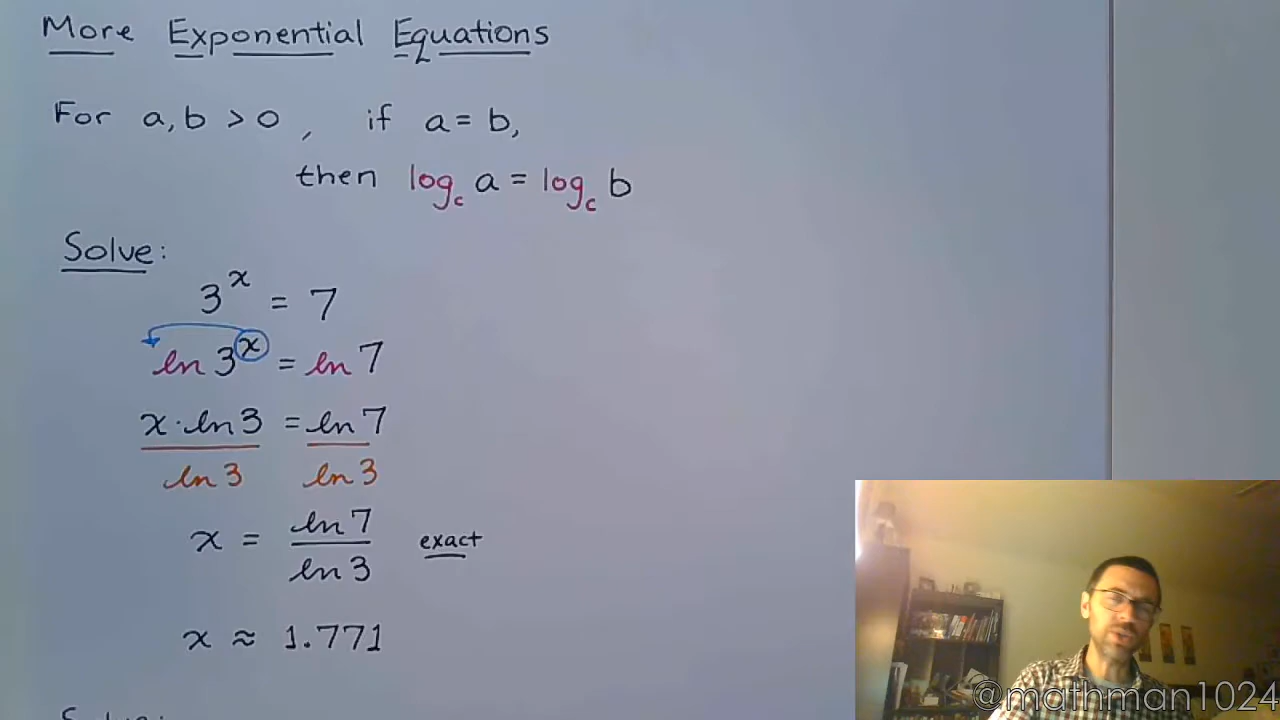 More Exponential Equations
For a, b > 0, if a = b,
then log_c a = log_c b
Solve:
3^x = 7
ln 3^x = ln 7
x · ln 3 = ln 7
ln 3 ln 3
x = ln 7 / ln 3 exact
x ≈ 1.771
@mathman1024